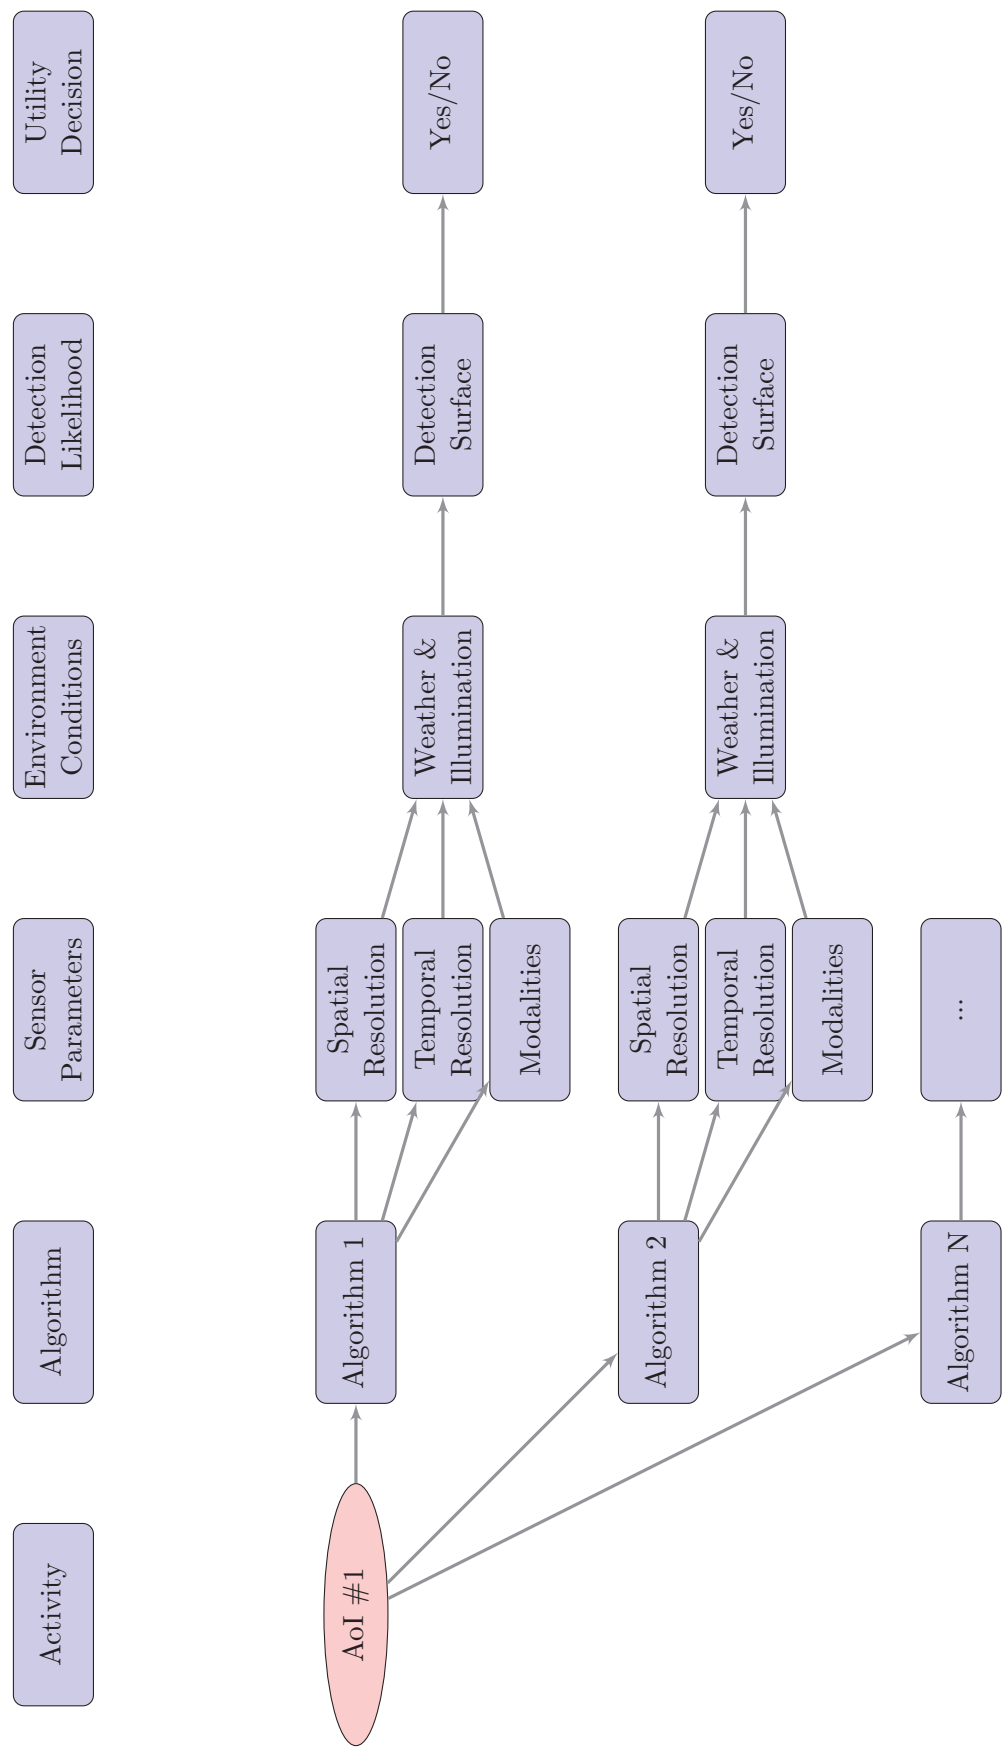 Activity
Algorithm
Sensor
Parameters
Environment
Conditions
Detection
Likelihood
Utility
Decision
AoI #1
Algorithm 1
Spatial
Resolution
Temporal
Resolution
Modalities
Weather &
Illumination
Detection
Surface
Yes/No
Algorithm 2
Spatial
Resolution
Temporal
Resolution
Modalities
Weather &
Illumination
Detection
Surface
Yes/No
Algorithm N
...